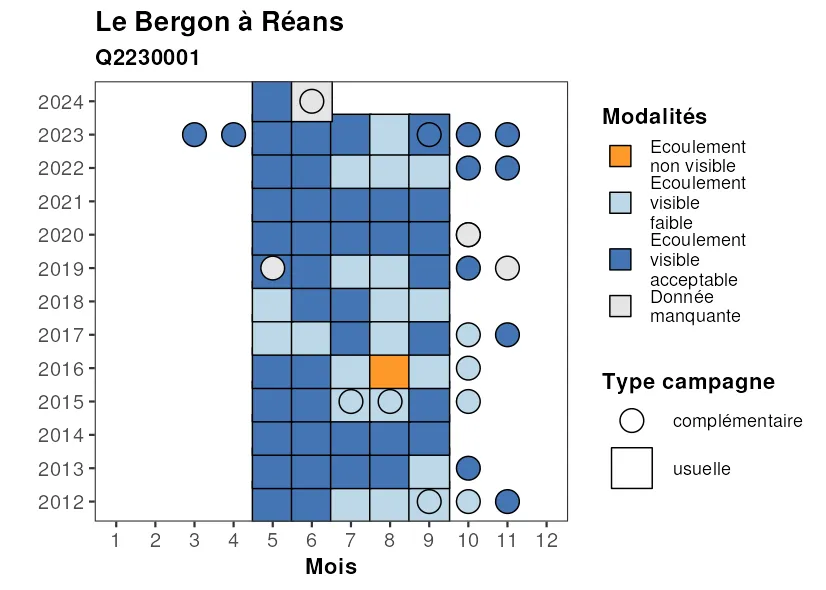 Le Bergon à Réans
Q2230001
2024
2023
2022
2021
2020
2019
2018
2017
2016
2015
2014
2013
2012
1 2 3 4 5 6 7 8 9 10 11 12
Mois
Modalités
Ecoulement
non visible
Ecoulement
visible
faible
Ecoulement
visible
acceptable
Donnée
manquante
Type campagne
complémentaire
usuelle